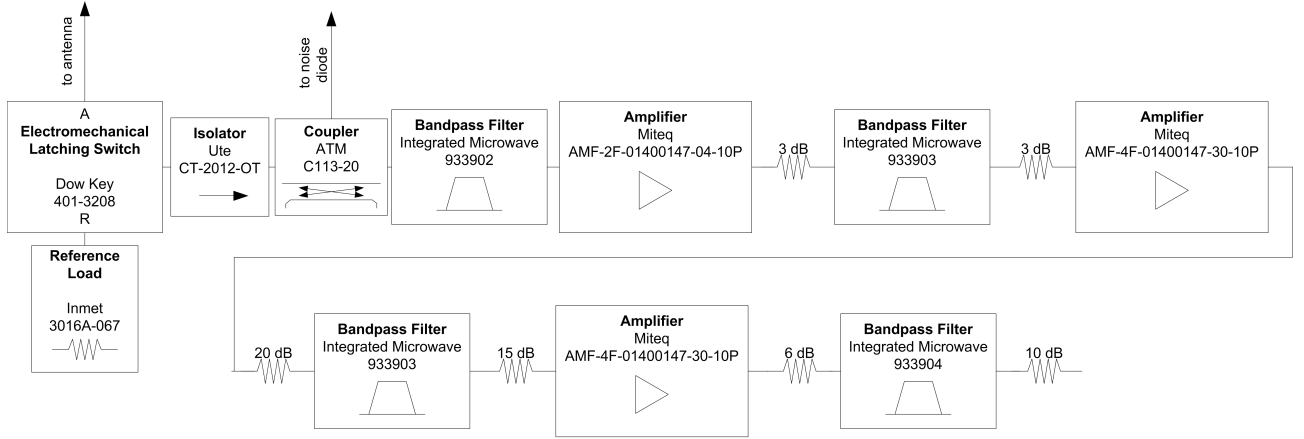 to antenna
A
Electromechanical
Latching Switch
Dow Key
401-3208
R
Reference
Load
Inmet
3016A-067
Isolator
Ute
CT-2012-OT
to noise
diode
Coupler
ATM
C113-20
Bandpass Filter
Integrated Microwave
933902
Amplifier
Miteq
AMF-2F-01400147-04-10P
3 dB
Bandpass Filter
Integrated Microwave
933903
3 dB
Amplifier
Miteq
AMF-4F-01400147-30-10P
20 dB
Bandpass Filter
Integrated Microwave
933903
15 dB
Amplifier
Miteq
AMF-4F-01400147-30-10P
6 dB
Bandpass Filter
Integrated Microwave
933904
10 dB